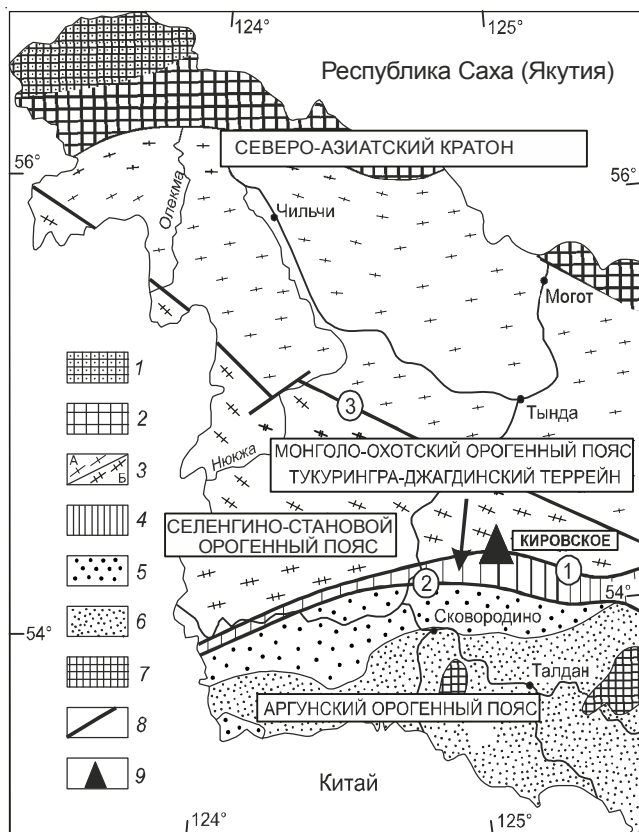 124°
125°
Республика Саха (Якутия)
СЕВЕРО-АЗИАТСКИЙ КРАТОН
56°
56°
Олекма
Чильчи
Могот
1
2
3
Тында
А
Б
3
Нюкжа
МОНГОЛО-ОХОТСКИЙ ОРОГЕННЫЙ ПОЯС
ТУКУРИНГРА-ДЖАГДИНСКИЙ ТЕРРЕЙН
4
СЕЛЕНГИНО-СТАНОВОЙ
ОРОГЕННЫЙ ПОЯС
КИРОВСКОЕ
1
2
5
54°
Сковородино
6
54°
Талдан
7
АРГУНСКИЙ ОРОГЕННЫЙ ПОЯС
8
9
Китай
124°
125°